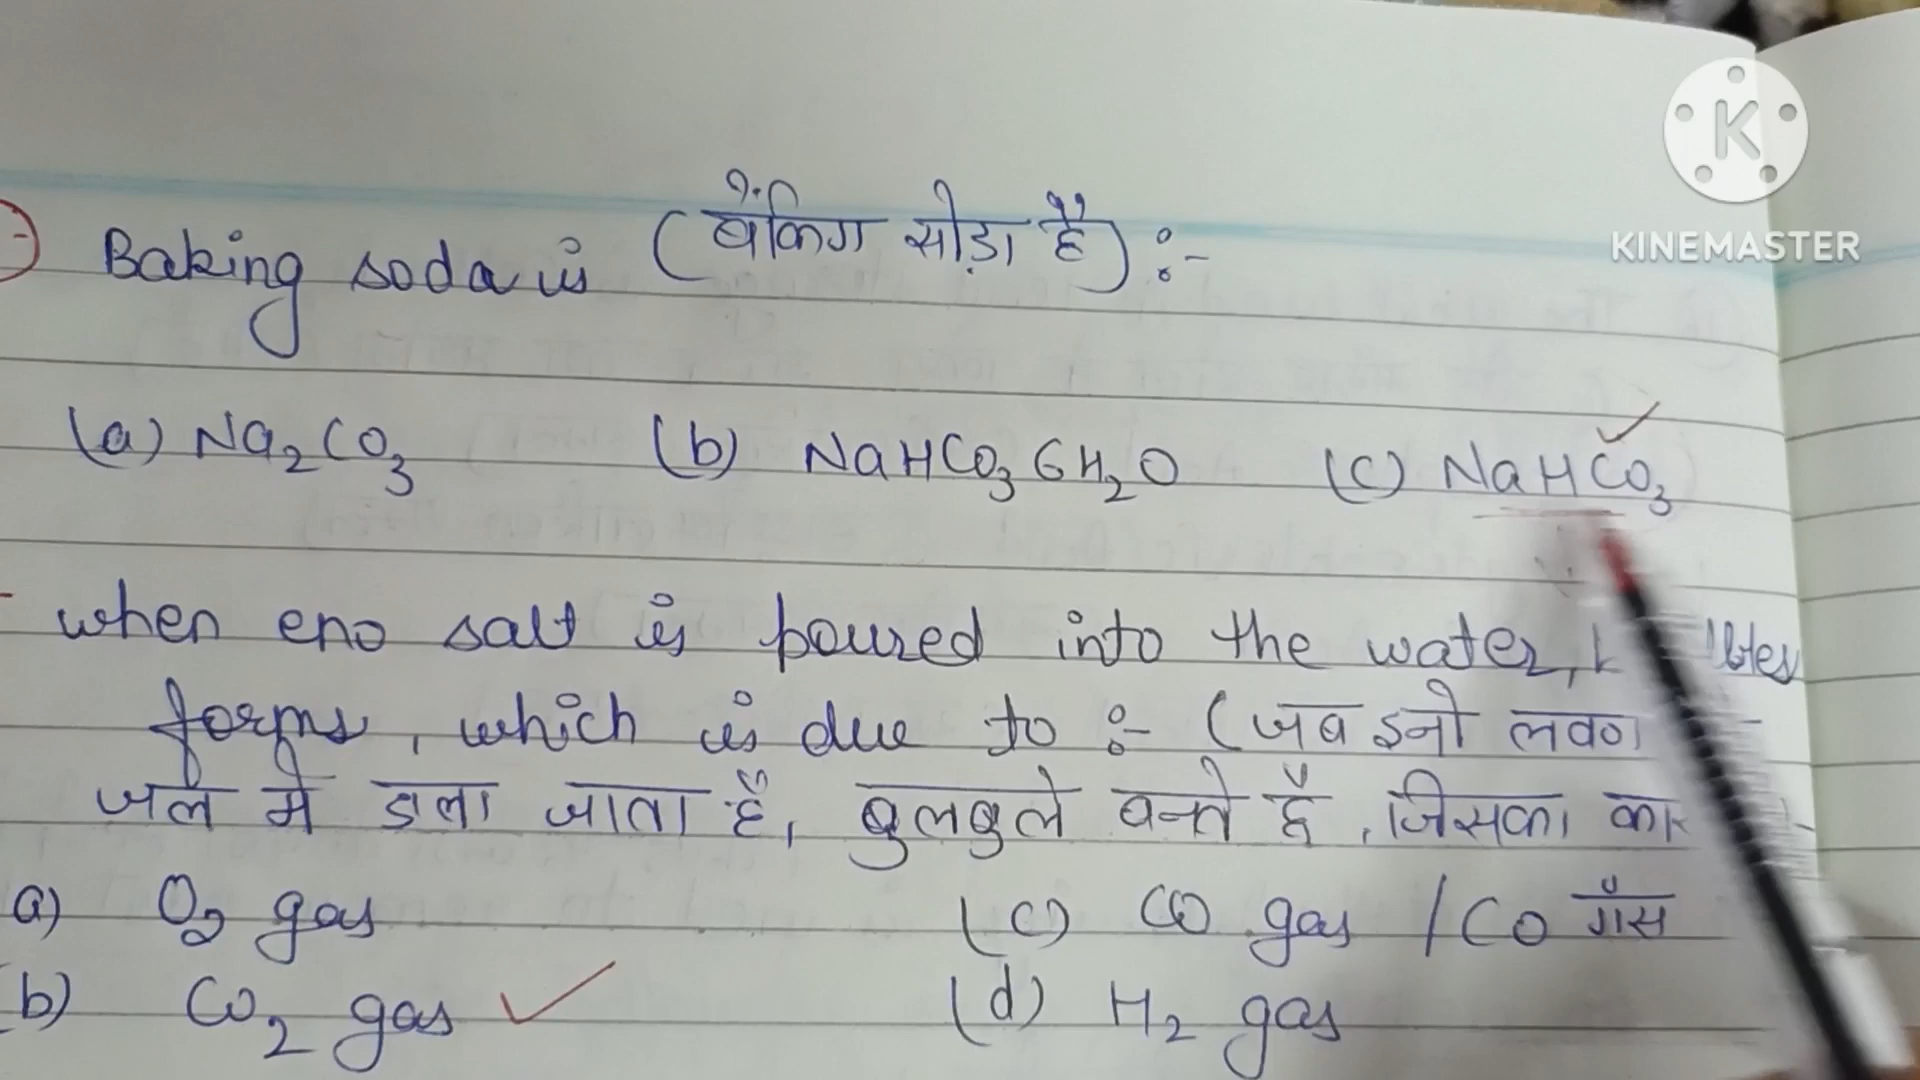 KINEMASTER
Baking soda is (बेकिंग सोडा है) :-
(a) Na2CO3 (b) NaHCO3 6H2O (c) NaHCO3
when eno salt is poured into the water,
forms, which is due to :- (जब इनो लवण
जल में डाला जाता है, बुलबुले बनते है, जिसका
a) O2 gas (c) CO gas / CO गैस
b) CO2 gas (d) H2 gas